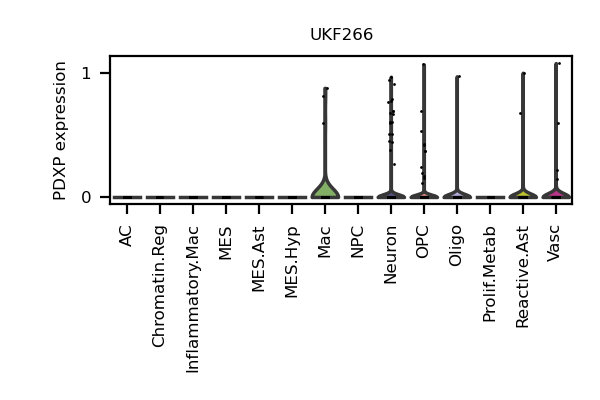 UKF266
PDXP expression
1
0
AC
Chromatin.Reg
Inflammatory.Mac
MES
MES.Ast
MES.Hyp
Mac
NPC
Neuron
OPC
Oligo
Prolif.Metab
Reactive.Ast
Vasc